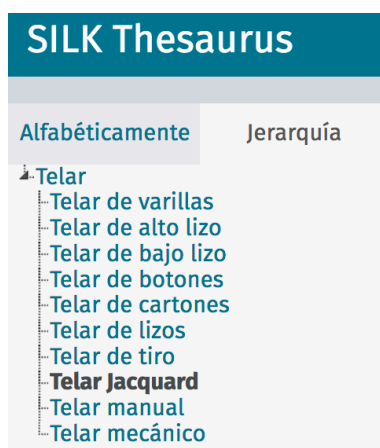 SILK Thesaurus
Alfabéticamente Jerarquía
Telar
Telar de varillas
Telar de alto lizo
Telar de bajo lizo
Telar de botones
Telar de cartones
Telar de lizos
Telar de tiro
Telar Jacquard
Telar manual
Telar mecánico